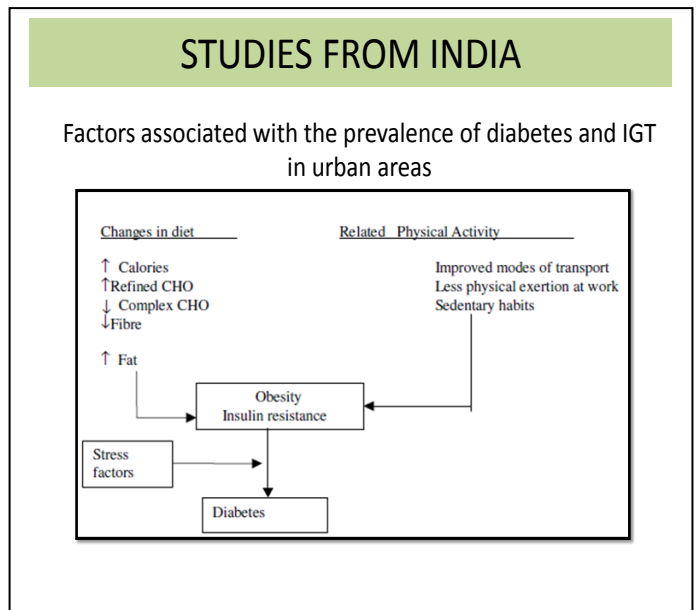 STUDIES FROM INDIA
Factors associated with the prevalence of diabetes and IGT
in urban areas
Changes in diet
↑ Calories
↑Refined CHO
↓ Complex CHO
↓Fibre
↑ Fat
Related Physical Activity
Improved modes of transport
Less physical exertion at work
Sedentary habits
Obesity
Insulin resistance
Stress
factors
Diabetes